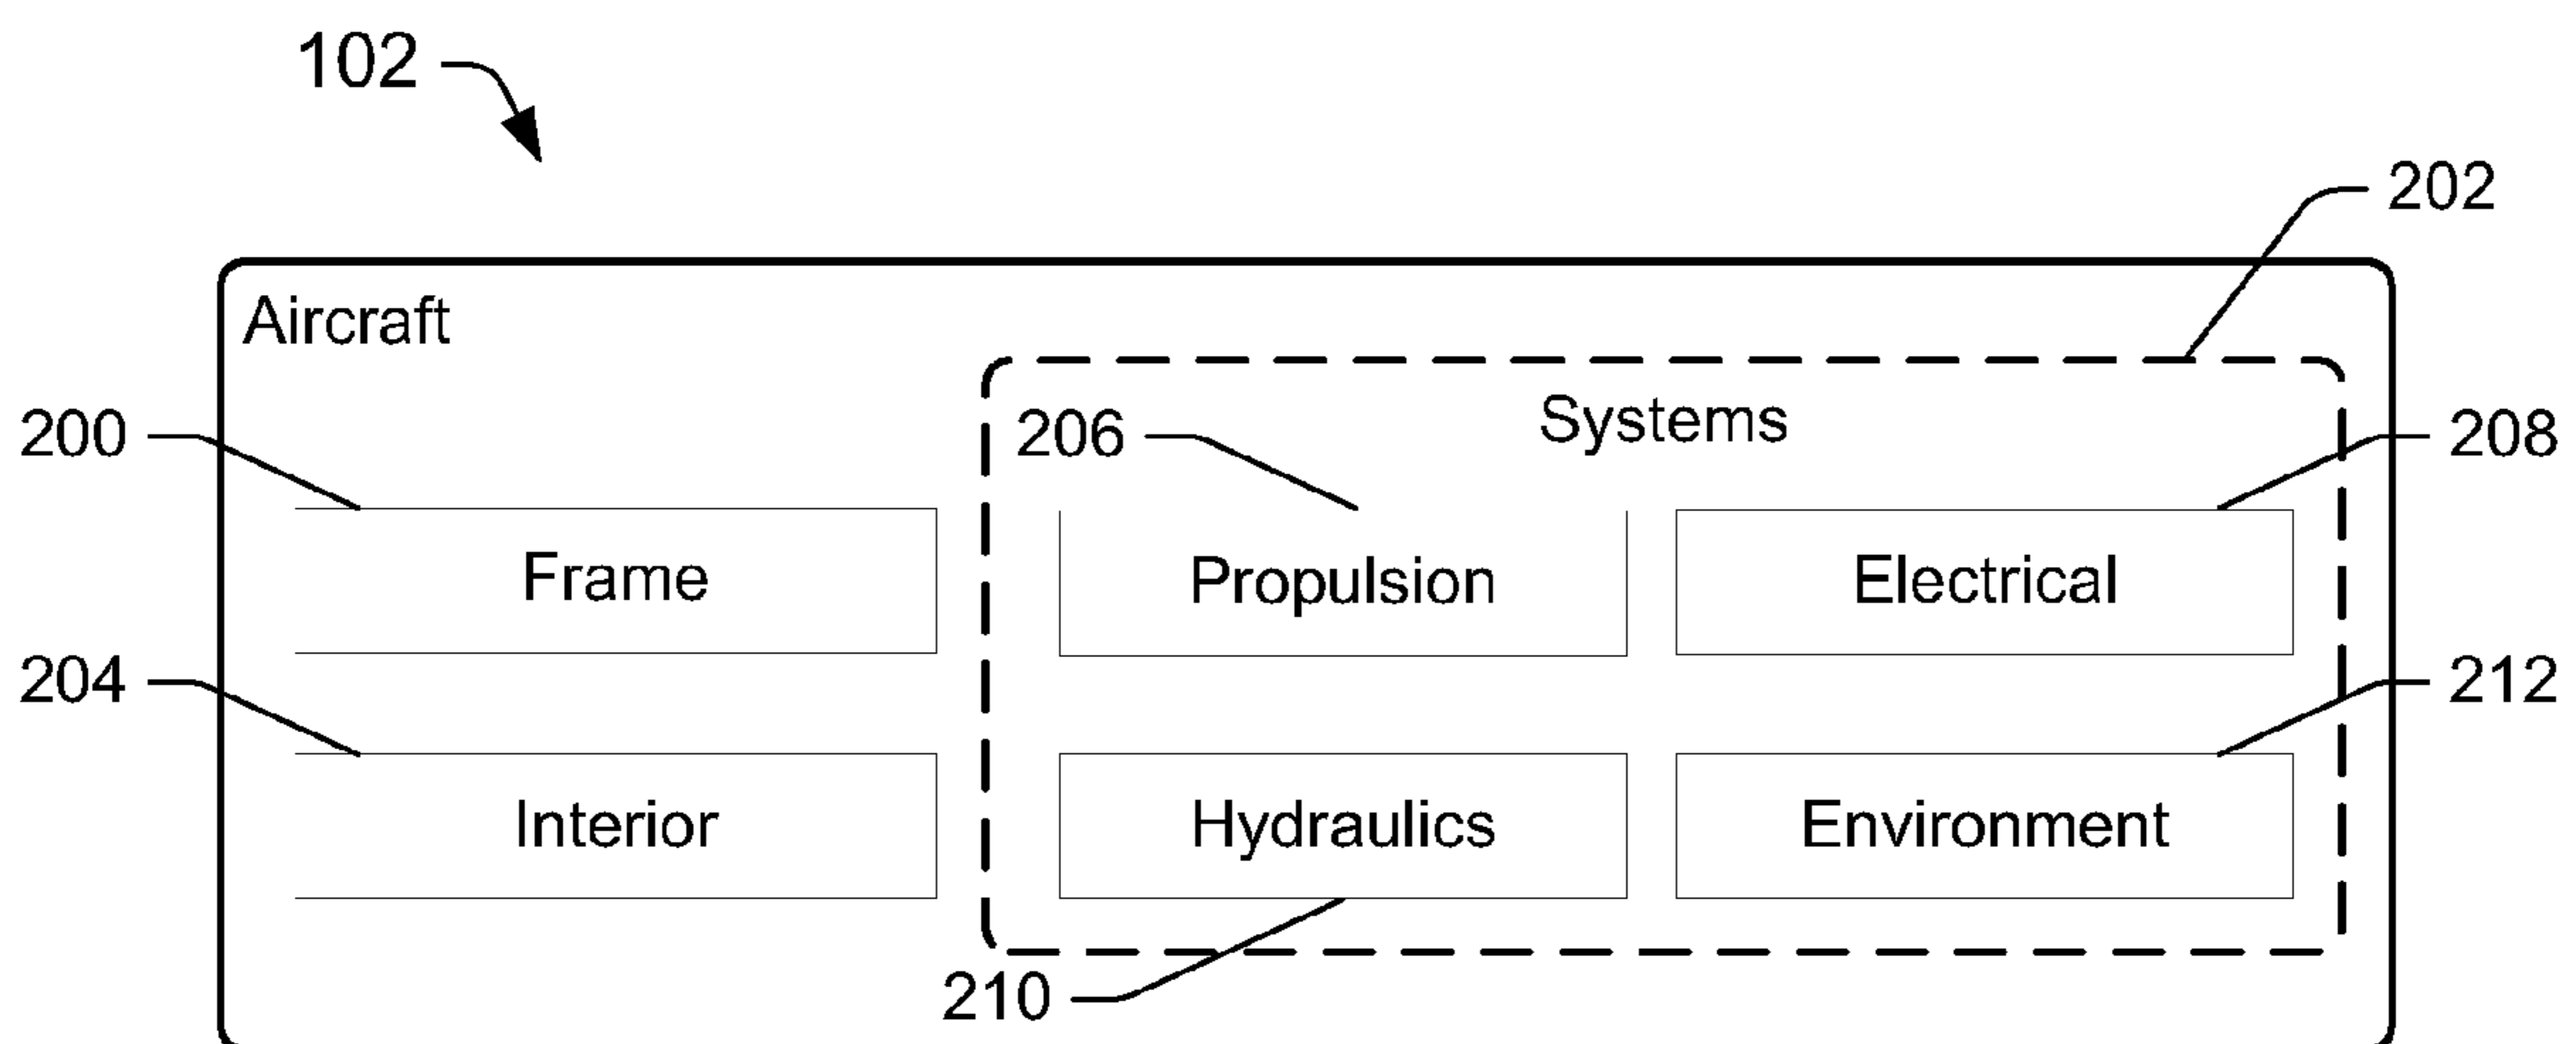 102
202
Aircraft
Systems
200
206
208
Frame
Propulsion
Electrical
204
212
Interior
Hydraulics
Environment
210